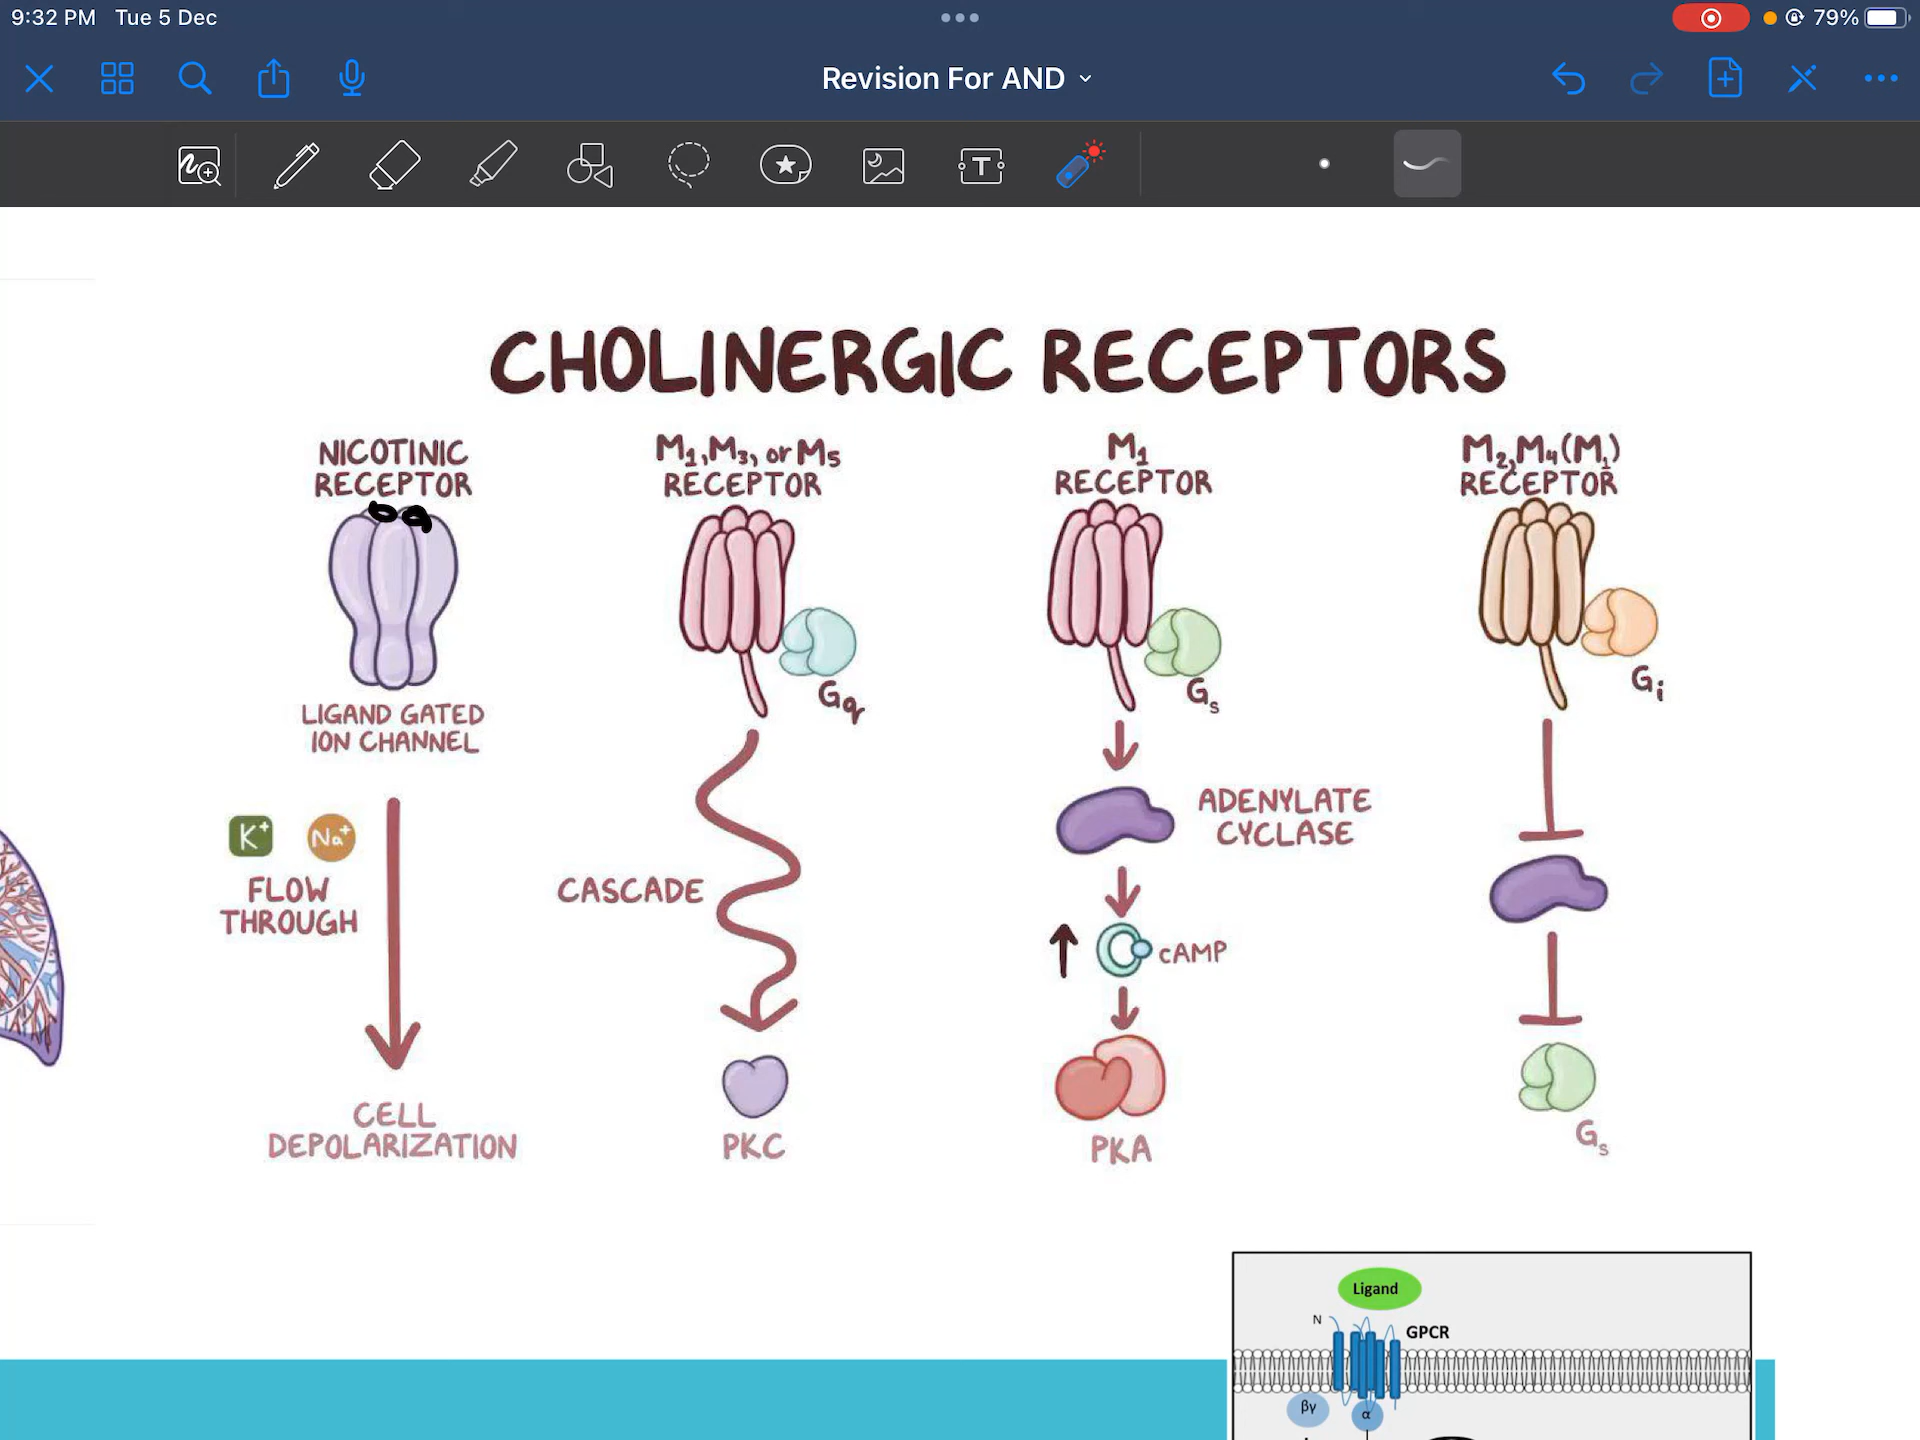 9:32 PM Tue 5 Dec
79%
Revision For AND
T
CHOLINERGIC RECEPTORS
NICOTINIC
RECEPTOR
M₁, M₃, or M₅
RECEPTOR
M₁
RECEPTOR
M₂, M₄ (M₁)
RECEPTOR
Gq
Gs
Gi
LIGAND GATED
ION CHANNEL
K⁺ Na⁺
FLOW
THROUGH
CASCADE
ADENYLATE
CYCLASE
cAMP
CELL
DEPOLARIZATION
PKC
PKA
Gs
Ligand
N
GPCR
βγ
α